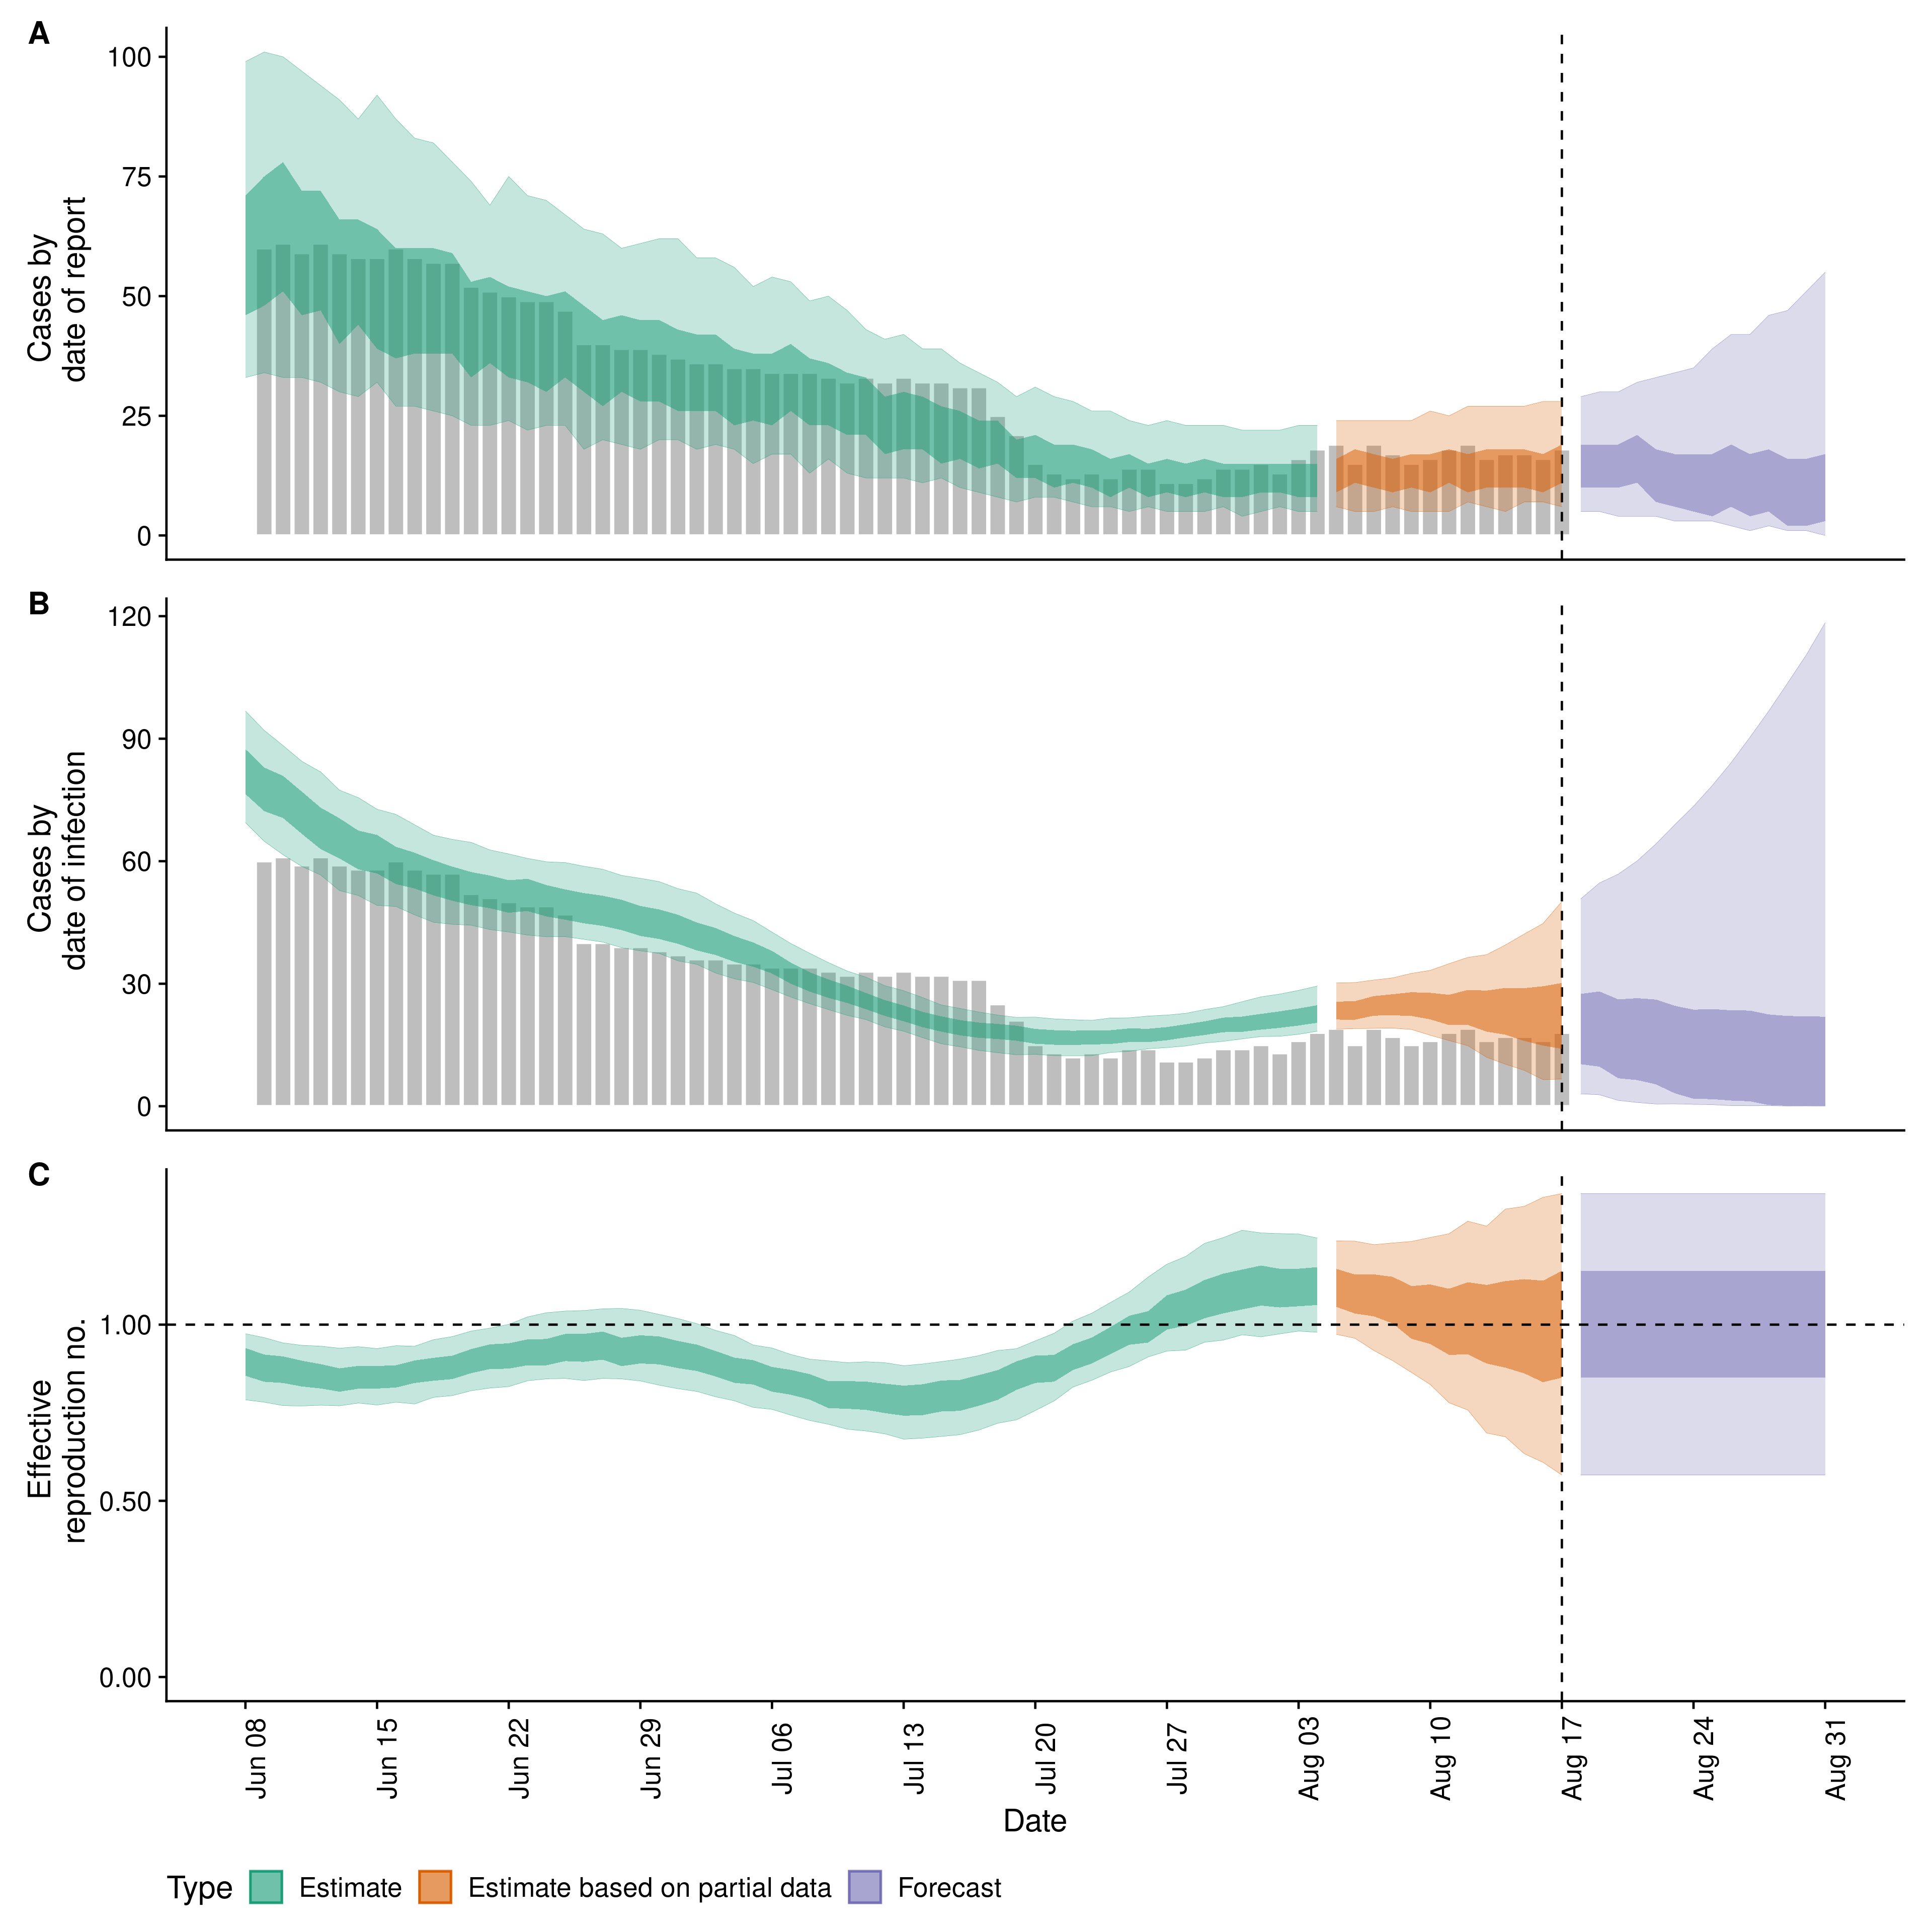 A
100
75
50
25
0
Cases by
date of report
B
120
90
60
30
0
Cases by
date of infection
C
1.00
0.50
0.00
Effective
reproduction no.
Jun 08
Jun 15
Jun 22
Jun 29
Jul 06
Jul 13
Jul 20
Jul 27
Aug 03
Aug 10
Aug 17
Aug 24
Aug 31
Date
Type Estimate Estimate based on partial data Forecast